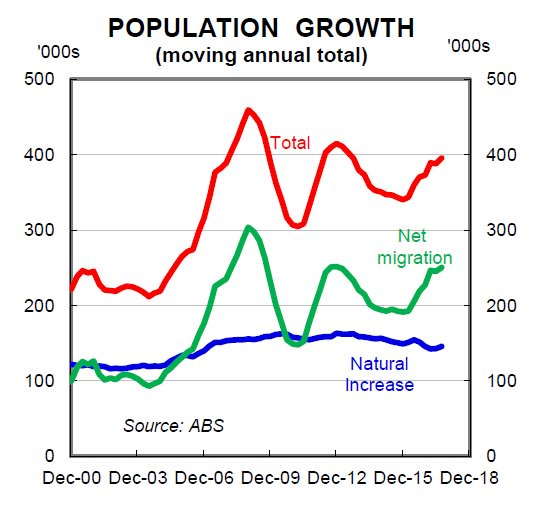 POPULATION GROWTH
(moving annual total)
'000s
'000s
500
500
Total
400
400
300
300
Net
migration
200
200
Natural
Increase
100
100
Source: ABS
0
0
Dec-00 Dec-03 Dec-06 Dec-09 Dec-12 Dec-15 Dec-18